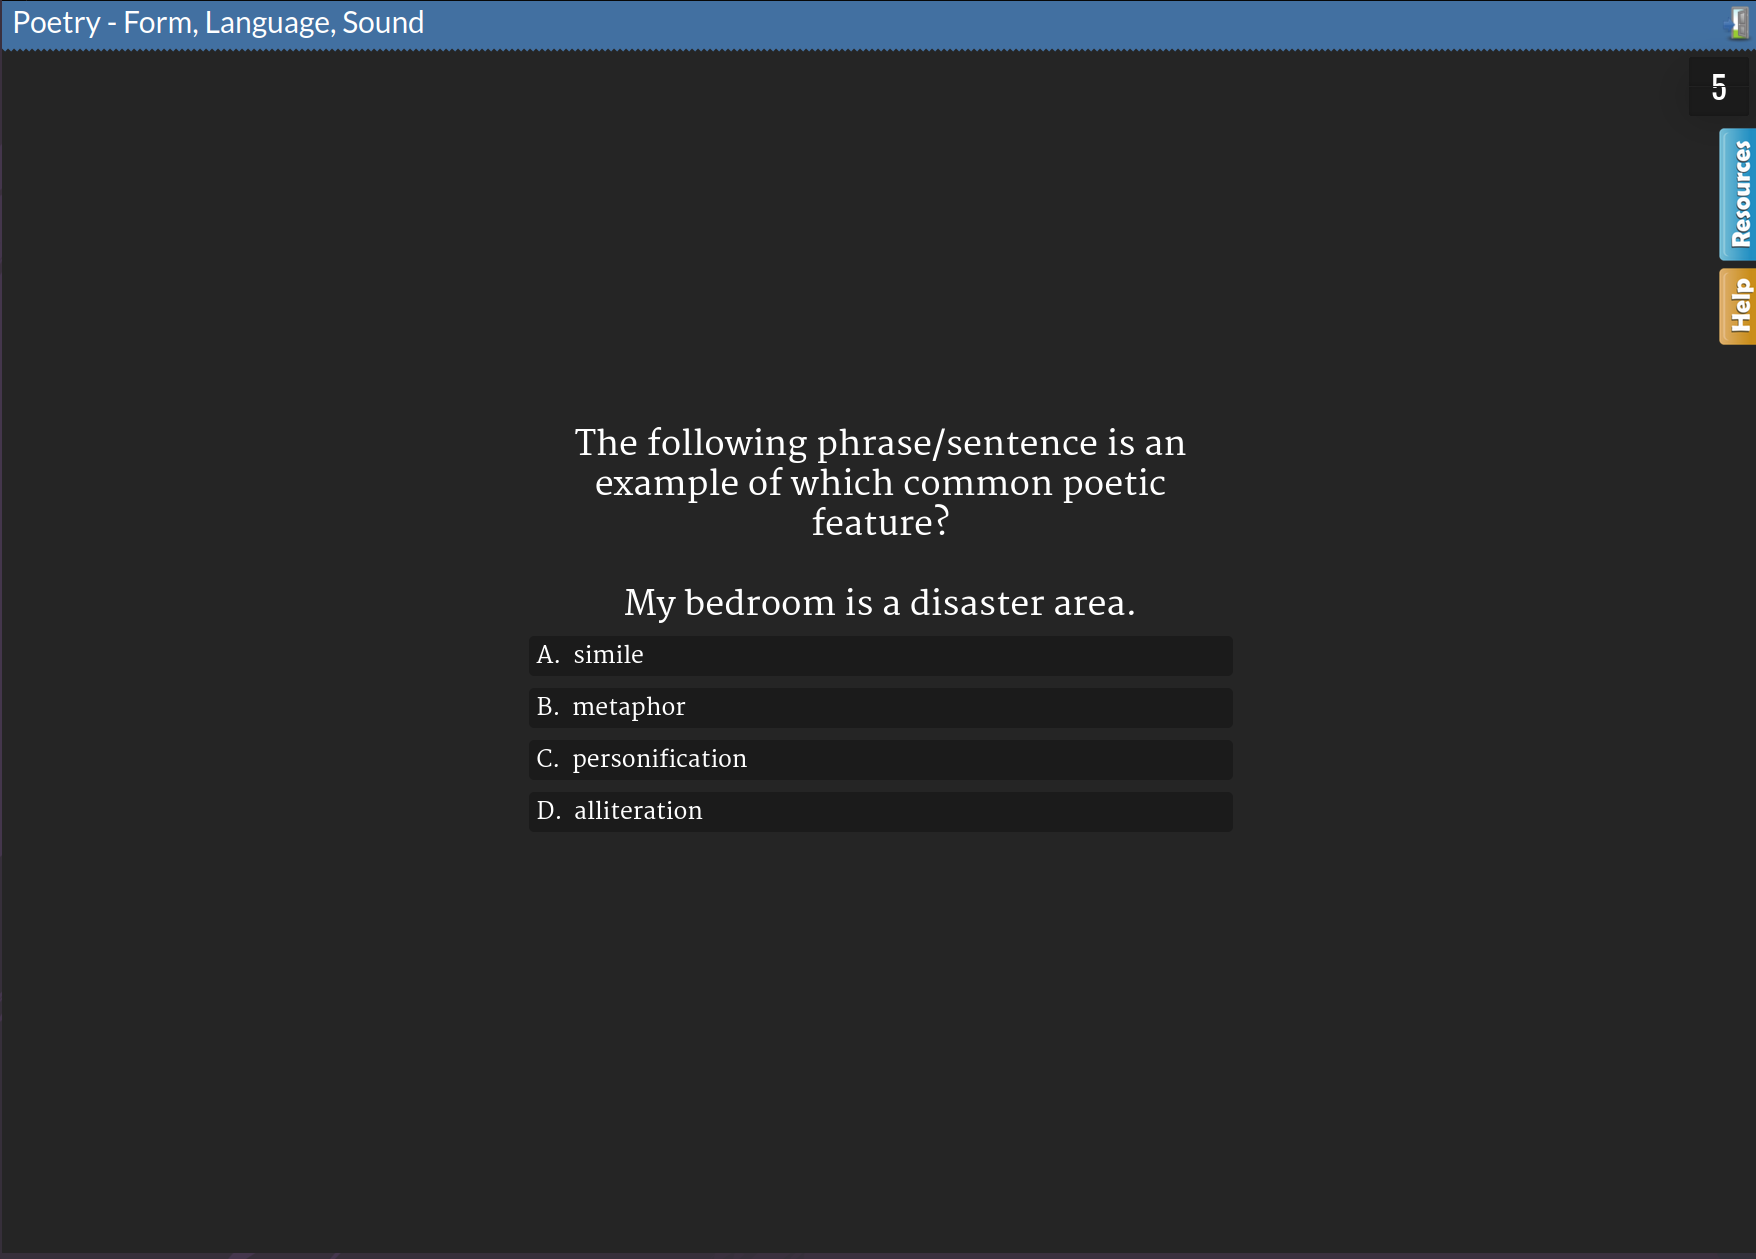 Poetry - Form, Language, Sound
5
Resources
Help
The following phrase/sentence is an
example of which common poetic
feature?
My bedroom is a disaster area.
A. simile
B. metaphor
C. personification
D. alliteration